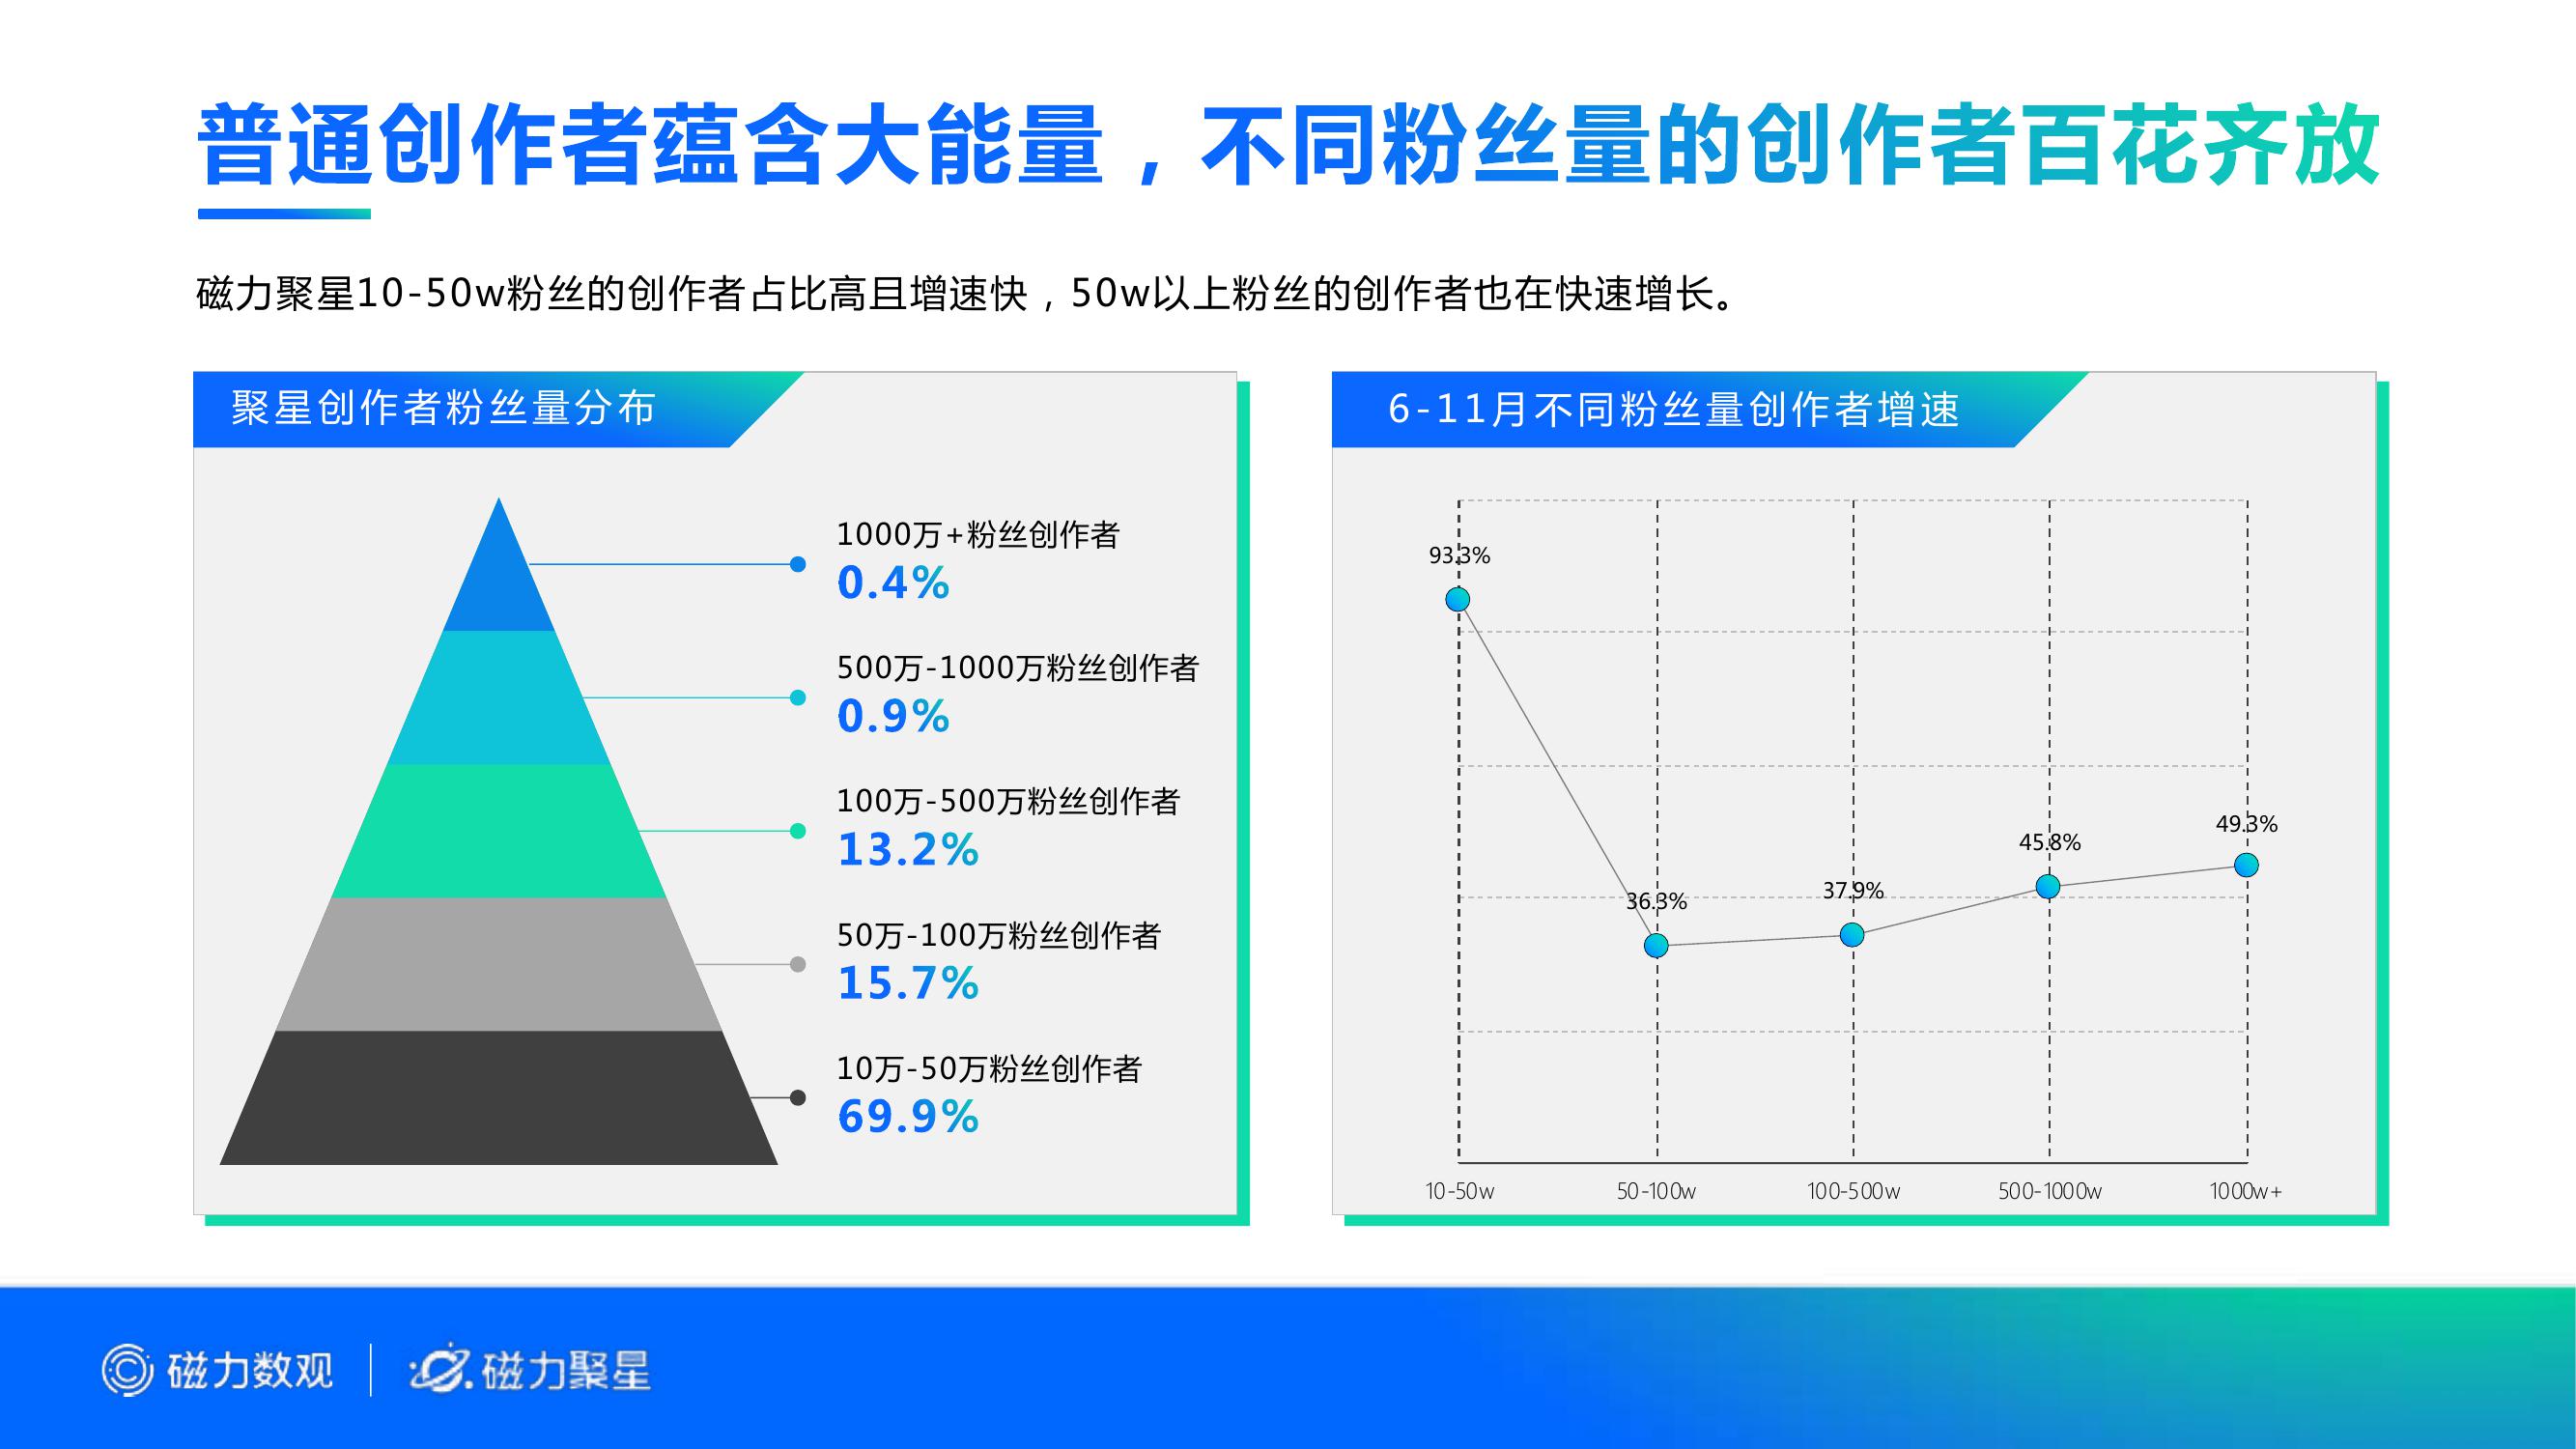 普通创作者蕴含大能量，不同粉丝量的创作者百花齐放
磁力聚星10-50w粉丝的创作者占比高且增速快，50w以上粉丝的创作者也在快速增长。
聚星创作者粉丝量分布
1000万+粉丝创作者
0.4%
500万-1000万粉丝创作者
0.9%
100万-500万粉丝创作者
13.2%
50万-100万粉丝创作者
15.7%
10万-50万粉丝创作者
69.9%
6-11月不同粉丝量创作者增速
93.3%
36.3%
37.9%
45.8%
49.3%
10-50w
50-100w
100-500w
500-1000w
1000w+
磁力数观
磁力聚星